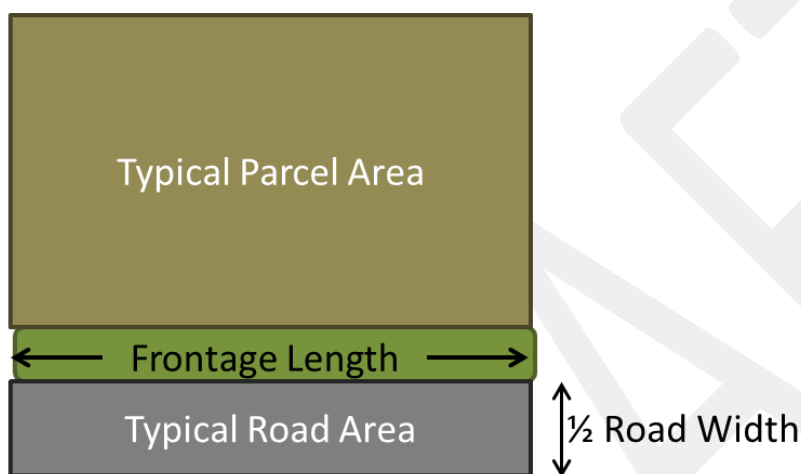 Typical Parcel Area
Frontage Length
Typical Road Area
½ Road Width